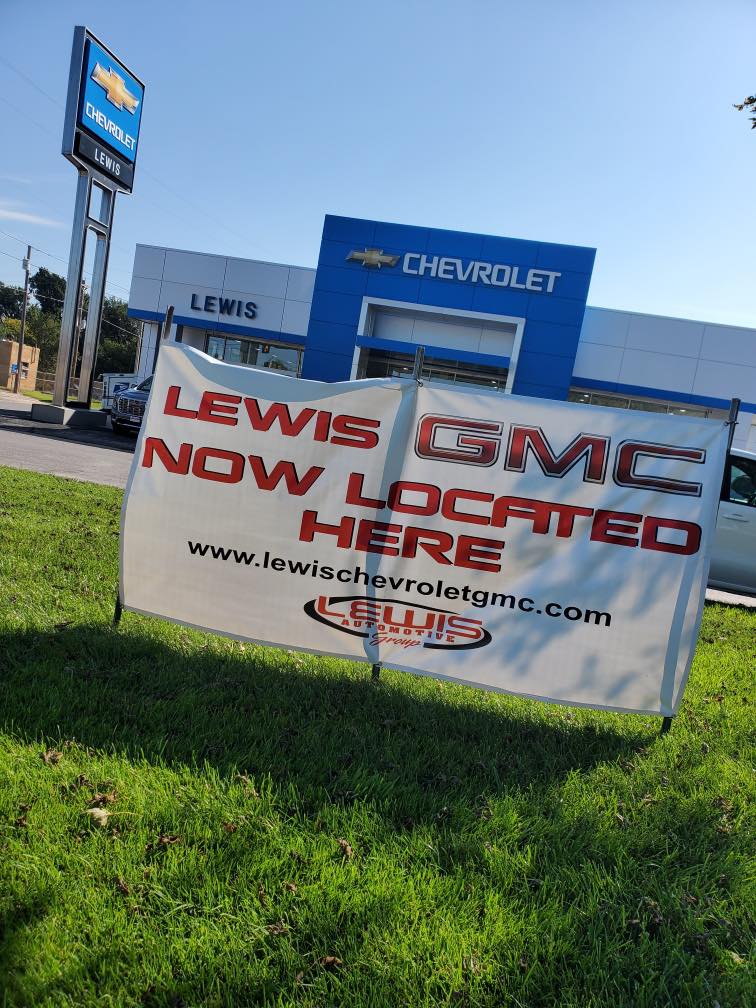 CHEVROLET
LEWIS
CHEVROLET
LEWIS
LEWIS GMC
NOW LOCATED
HERE
www.lewischevroletgmc.com
LEWIS
AUTOMOTIVE
Group